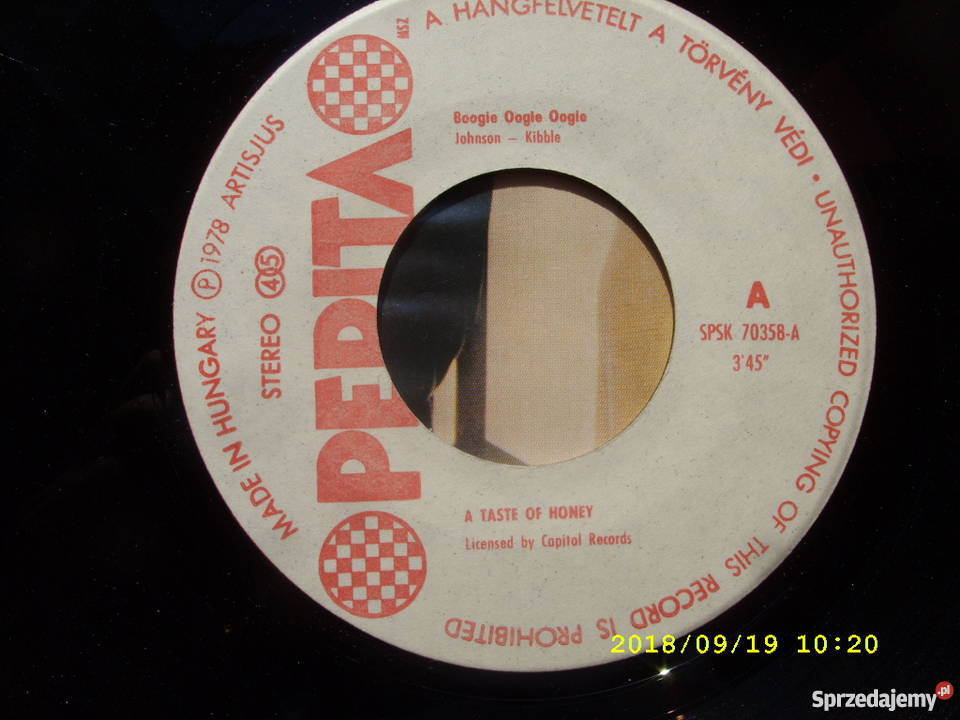 A HANGFELVÉTELT A TÖRVÉNY VÉDI • UNAUTHORIZED COPYING OF THIS RECORD IS PROHIBITED
MADE IN HUNGARY Ⓟ 1978 ARTISJUS
STEREO 45
PEPITA
MSZ
Boogie Oogie Oogie
Johnson – Kibble
A
SPSK 70358-A
3'45"
A TASTE OF HONEY
Licensed by Capitol Records
2018/09/19 10:20
Sprzedajemy.pl